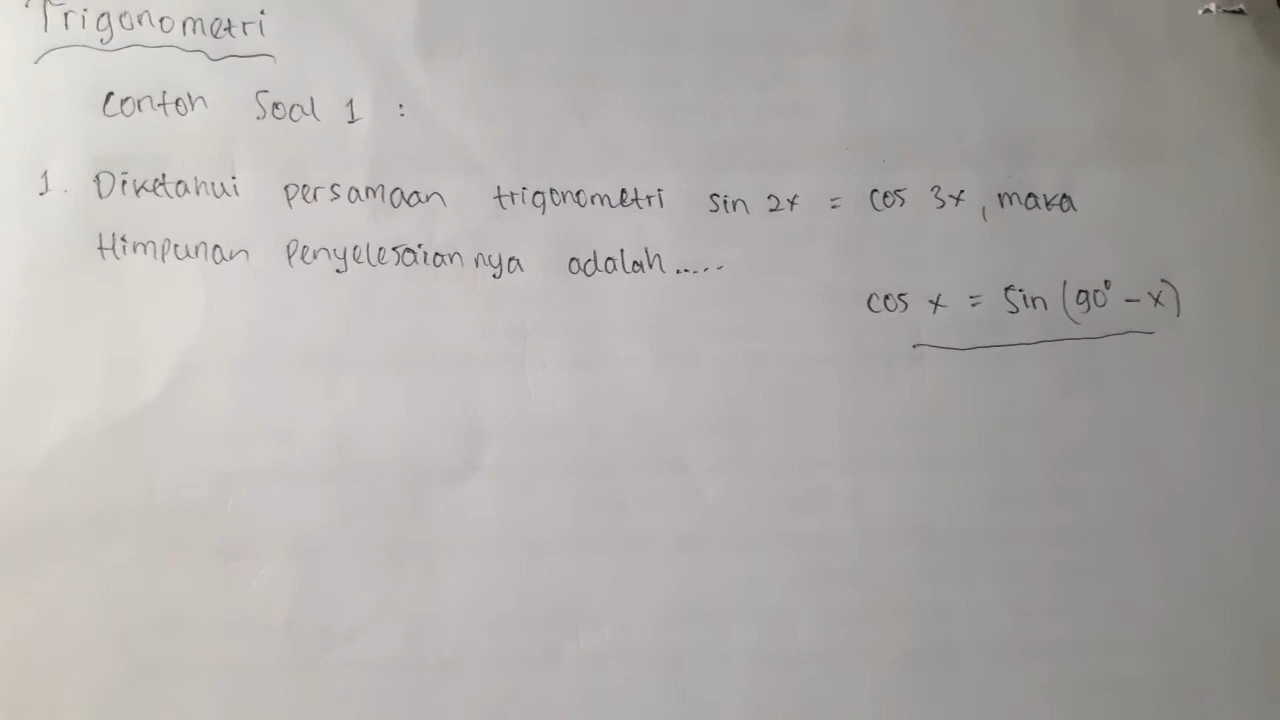 Trigonometri
Contoh Soal 1 :
1. Diketahui persamaan trigonometri sin 2x = cos 3x, maka
Himpunan Penyelesaiannya adalah.....
cos x = Sin (90° - x)